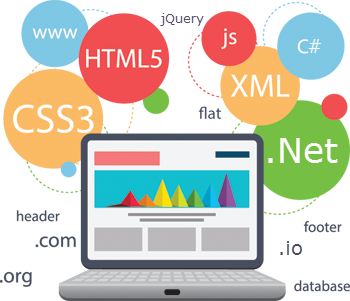 jQuery
www
js
C#
HTML5
XML
CSS3
flat
.Net
header
footer
.com
.io
.org
database